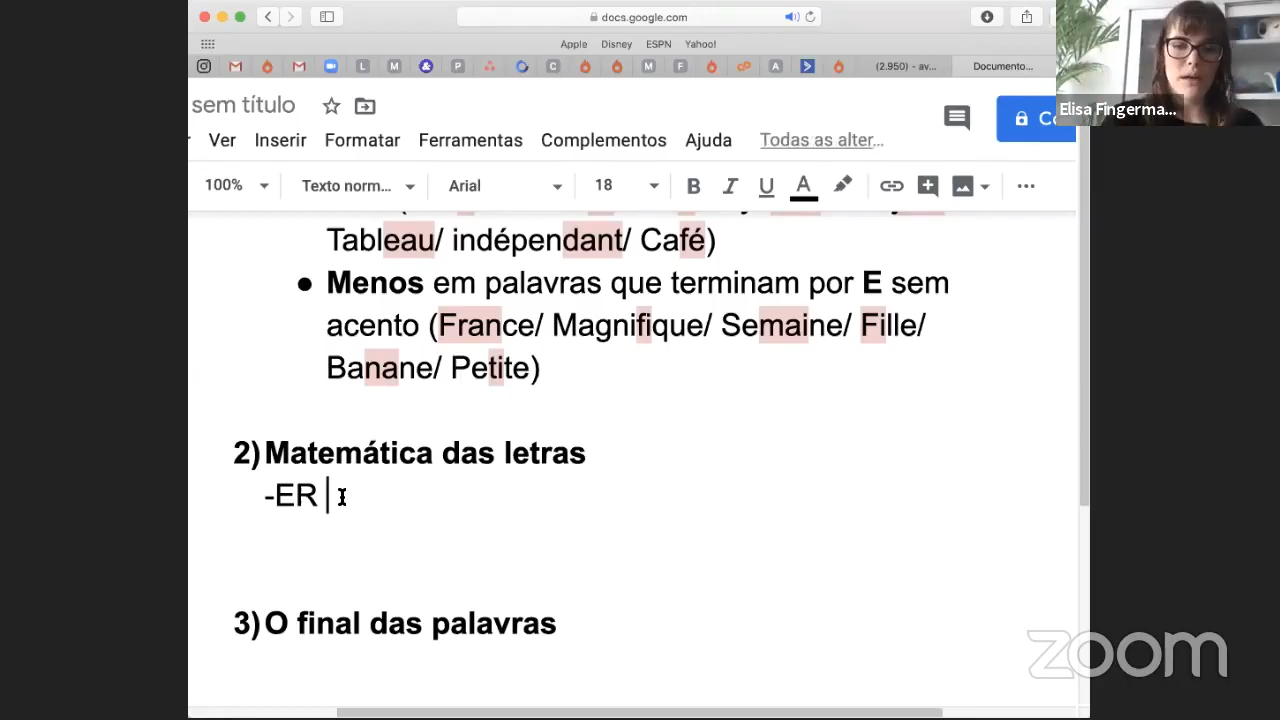 docs.google.com
Apple Disney ESPN Yahoo!
L M P C M F A (2.950) - av... Documento...
Elisa Fingerma...
sem título
Ver Inserir Formatar Ferramentas Complementos Ajuda Todas as alter...
100% Texto norm... Arial 18 B I U A
Tableau/ indépendant/ Café)
● Menos em palavras que terminam por E sem
acento (France/ Magnifique/ Semaine/ Fille/
Banane/ Petite)
2) Matemática das letras
-ER
3) O final das palavras
zoom